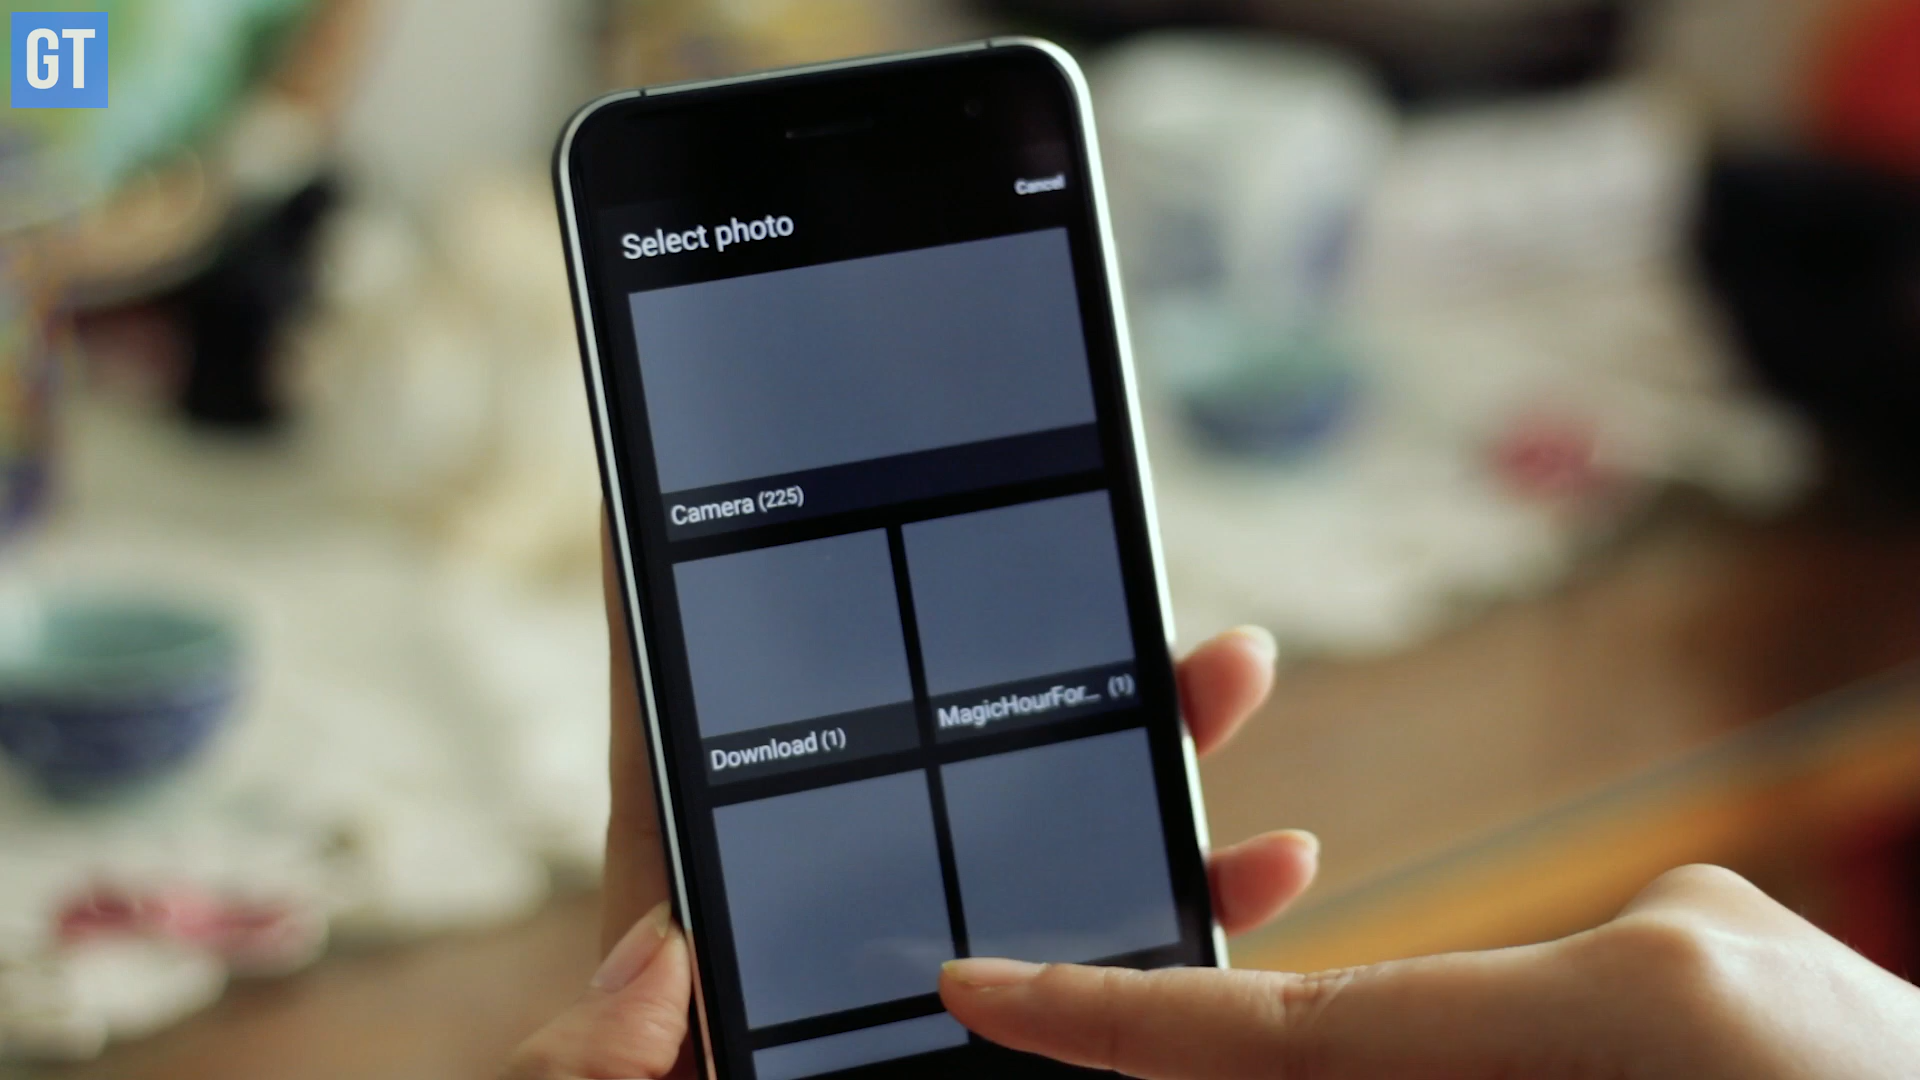 GT
Cancel
Select photo
Camera (225)
Download (1)
MagicHourFor... (1)